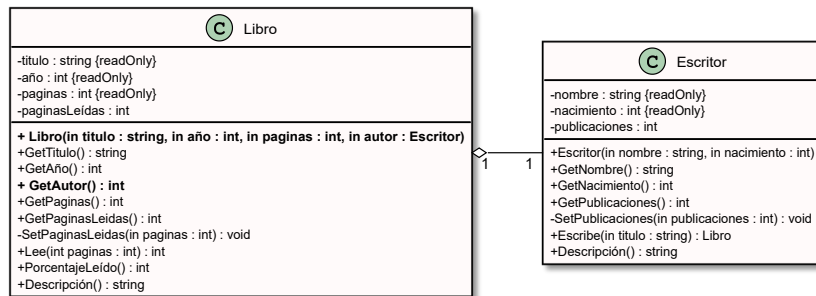 C Libro
-titulo : string {readOnly}
-año : int {readOnly}
-paginas : int {readOnly}
-paginasLeídas : int
+ Libro(in titulo : string, in año : int, in paginas : int, in autor : Escritor)
+GetTitulo() : string
+GetAño() : int
+ GetAutor() : int
+GetPaginas() : int
+GetPaginasLeidas() : int
-SetPaginasLeidas(in paginas : int) : void
+Lee(int paginas : int) : int
+PorcentajeLeído() : int
+Descripción() : string
1 1
C Escritor
-nombre : string {readOnly}
-nacimiento : int {readOnly}
-publicaciones : int
+Escritor(in nombre : string, in nacimiento : int)
+GetNombre() : string
+GetNacimiento() : int
+GetPublicaciones() : int
-SetPublicaciones(in publicaciones : int) : void
+Escribe(in titulo : string) : Libro
+Descripción() : string